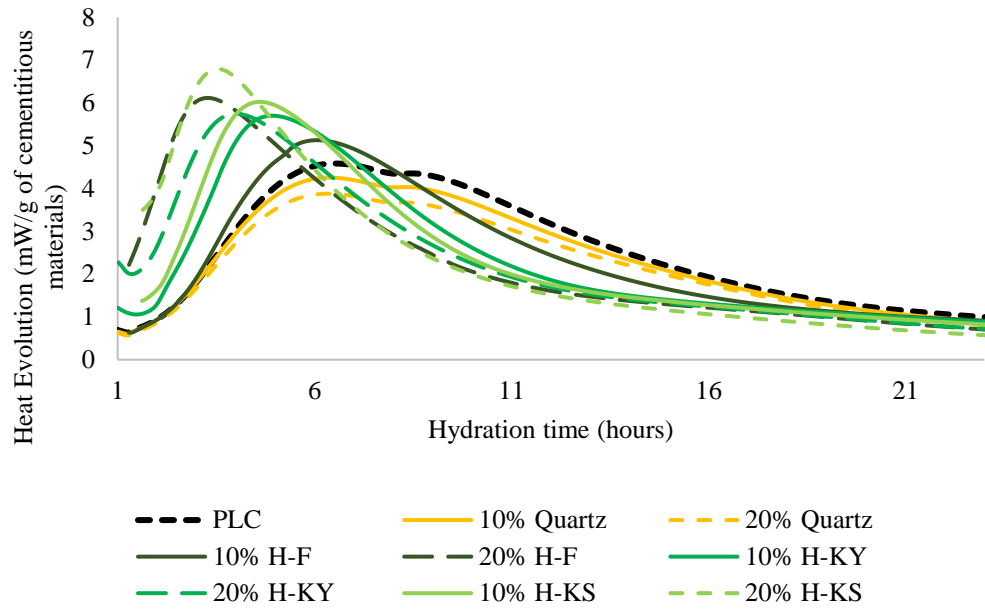 Heat Evolution (mW/g of cementitious
materials)
8
7
6
5
4
3
2
1
0
1 6 11 16 21
Hydration time (hours)
PLC 10% Quartz 20% Quartz
10% H-F 20% H-F 10% H-KY
20% H-KY 10% H-KS 20% H-KS